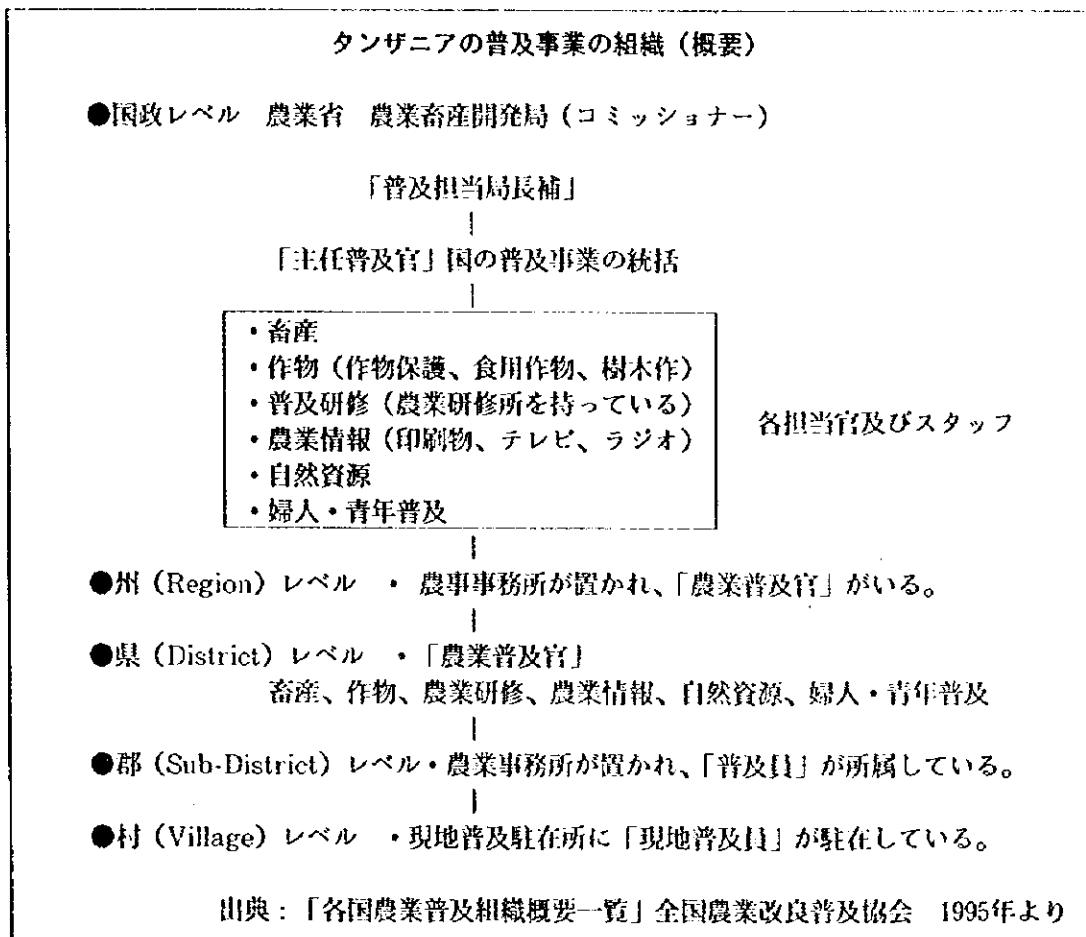 タンザニアの普及事業の組織（概要）
●国政レベル　農業省　農業畜産開発局（コミッショナー）
「普及担当局長補」
「主任普及官」国の普及事業の統括
・畜産
・作物（作物保護、食用作物、樹木作）
・普及研修（農業研修所を持っている）
・農業情報（印刷物、テレビ、ラジオ）
・自然資源
・婦人・青年普及
各担当官及びスタッフ
●州（Region）レベル　・農事事務所が置かれ、「農業普及官」がいる。
●県（District）レベル　・「農業普及官」
畜産、作物、農業研修、農業情報、自然資源、婦人・青年普及
●郡（Sub-District）レベル・農業事務所が置かれ、「普及員」が所属している。
●村（Village）レベル　・現地普及駐在所に「現地普及員」が駐在している。
出典：「各国農業普及組織概要一覧」全国農業改良普及協会　1995年より